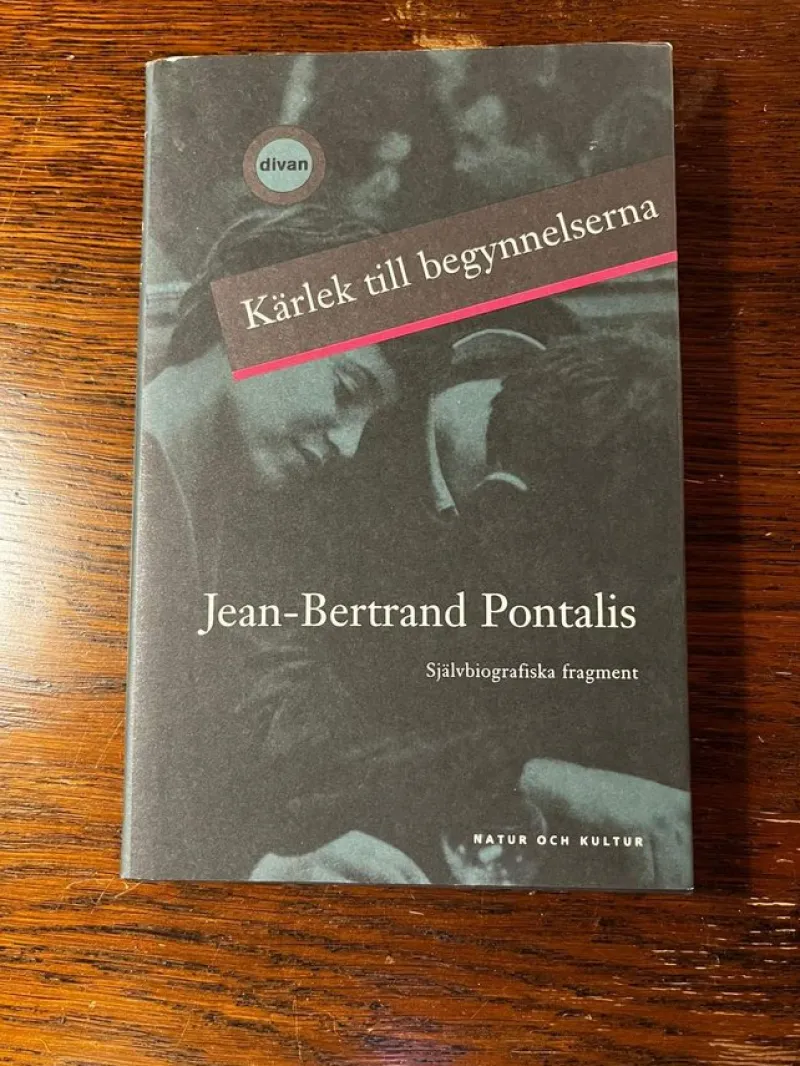 divan
Kärlek till begynnelserna
Jean-Bertrand Pontalis
Självbiografiska fragment
NATUR OCH KULTUR